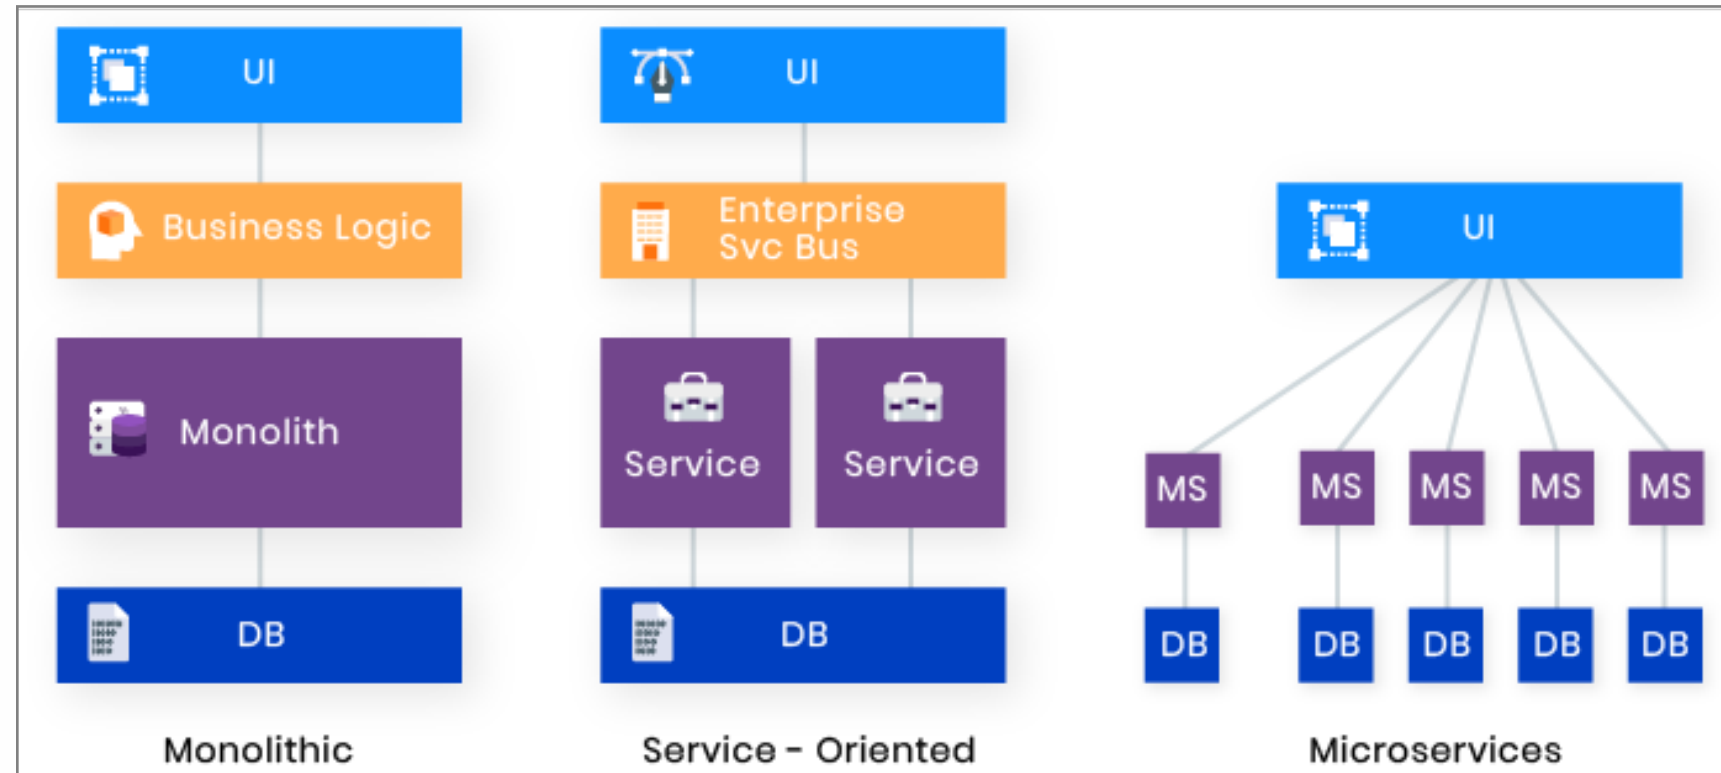 UI
Business Logic
Monolith
DB
Monolithic
UI
Enterprise
Svc Bus
Service
Service
DB
Service - Oriented
UI
MS
MS
MS
MS
MS
DB
DB
DB
DB
DB
Microservices